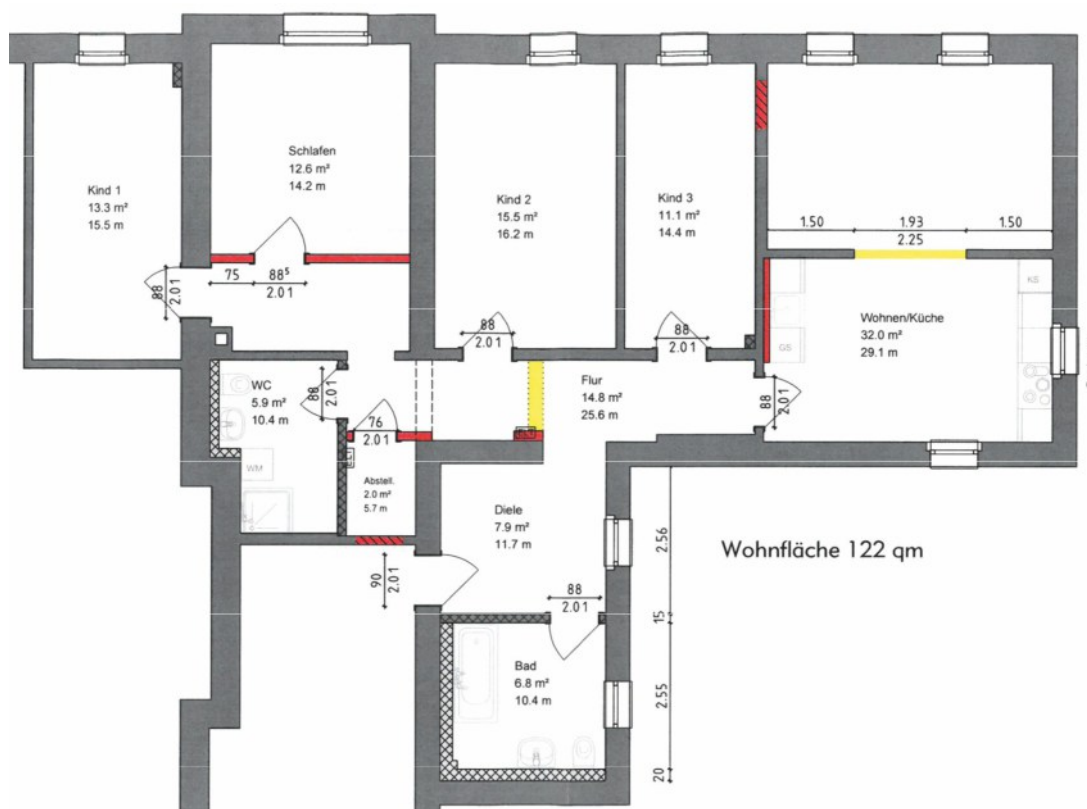 Schlafen
12.6 m²
14.2 m
Kind 1
13.3 m²
15.5 m
Kind 2
15.5 m²
16.2 m
Kind 3
11.1 m²
14.4 m
1.50
1.93
2.25
1.50
75
88⁵
2.01
88
2.01
88
2.01
88
2.01
KS
GS
Wohnen/Küche
32.0 m²
29.1 m
WC
5.9 m²
10.4 m
88
2.01
Flur
14.8 m²
25.6 m
88
2.01
76
2.01
WM
Abstell.
2.0 m²
5.7 m
Diele
7.9 m²
11.7 m
2.56
Wohnfläche 122 qm
90
2.01
88
2.01
15
Bad
6.8 m²
10.4 m
2.55
20